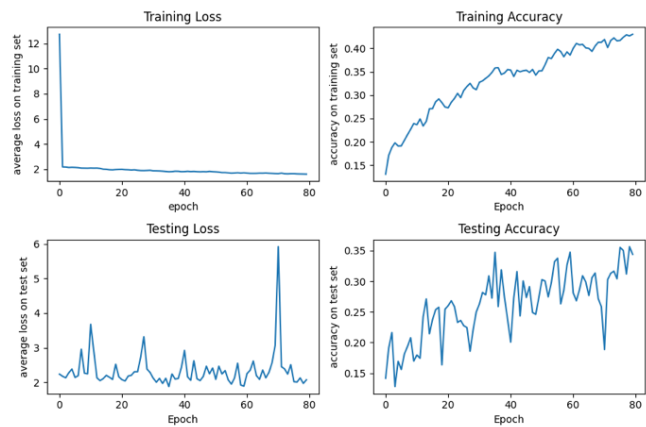 Training Loss
average loss on training set
12
10
8
6
4
2
0 20 40 60 80
epoch
Training Accuracy
accuracy on training set
0.40
0.35
0.30
0.25
0.20
0.15
0 20 40 60 80
Epoch
Testing Loss
average loss on test set
6
5
4
3
2
0 20 40 60 80
Epoch
Testing Accuracy
accuracy on test set
0.35
0.30
0.25
0.20
0.15
0 20 40 60 80
Epoch